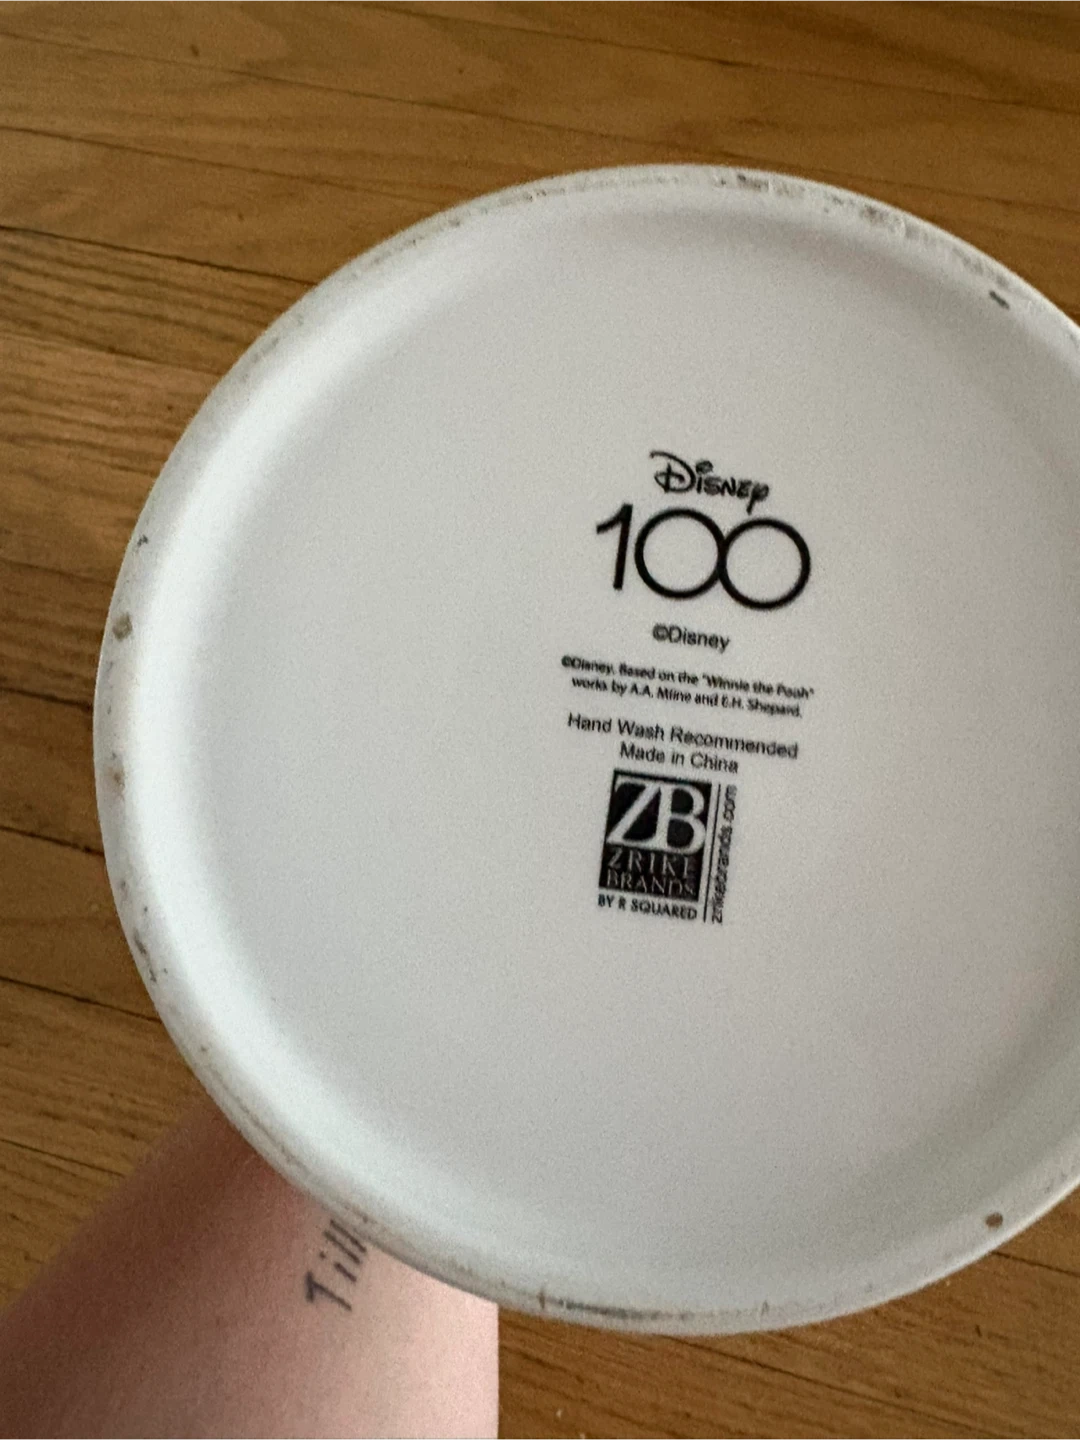 Disney
100
©Disney
©Disney. Based on the "Winnie the Pooh"
works by A.A. Milne and E.H. Shepard.
Hand Wash Recommended
Made in China
ZB
ZRIKE
BRANDS
BY R SQUARED
zrikebrands.com
Till